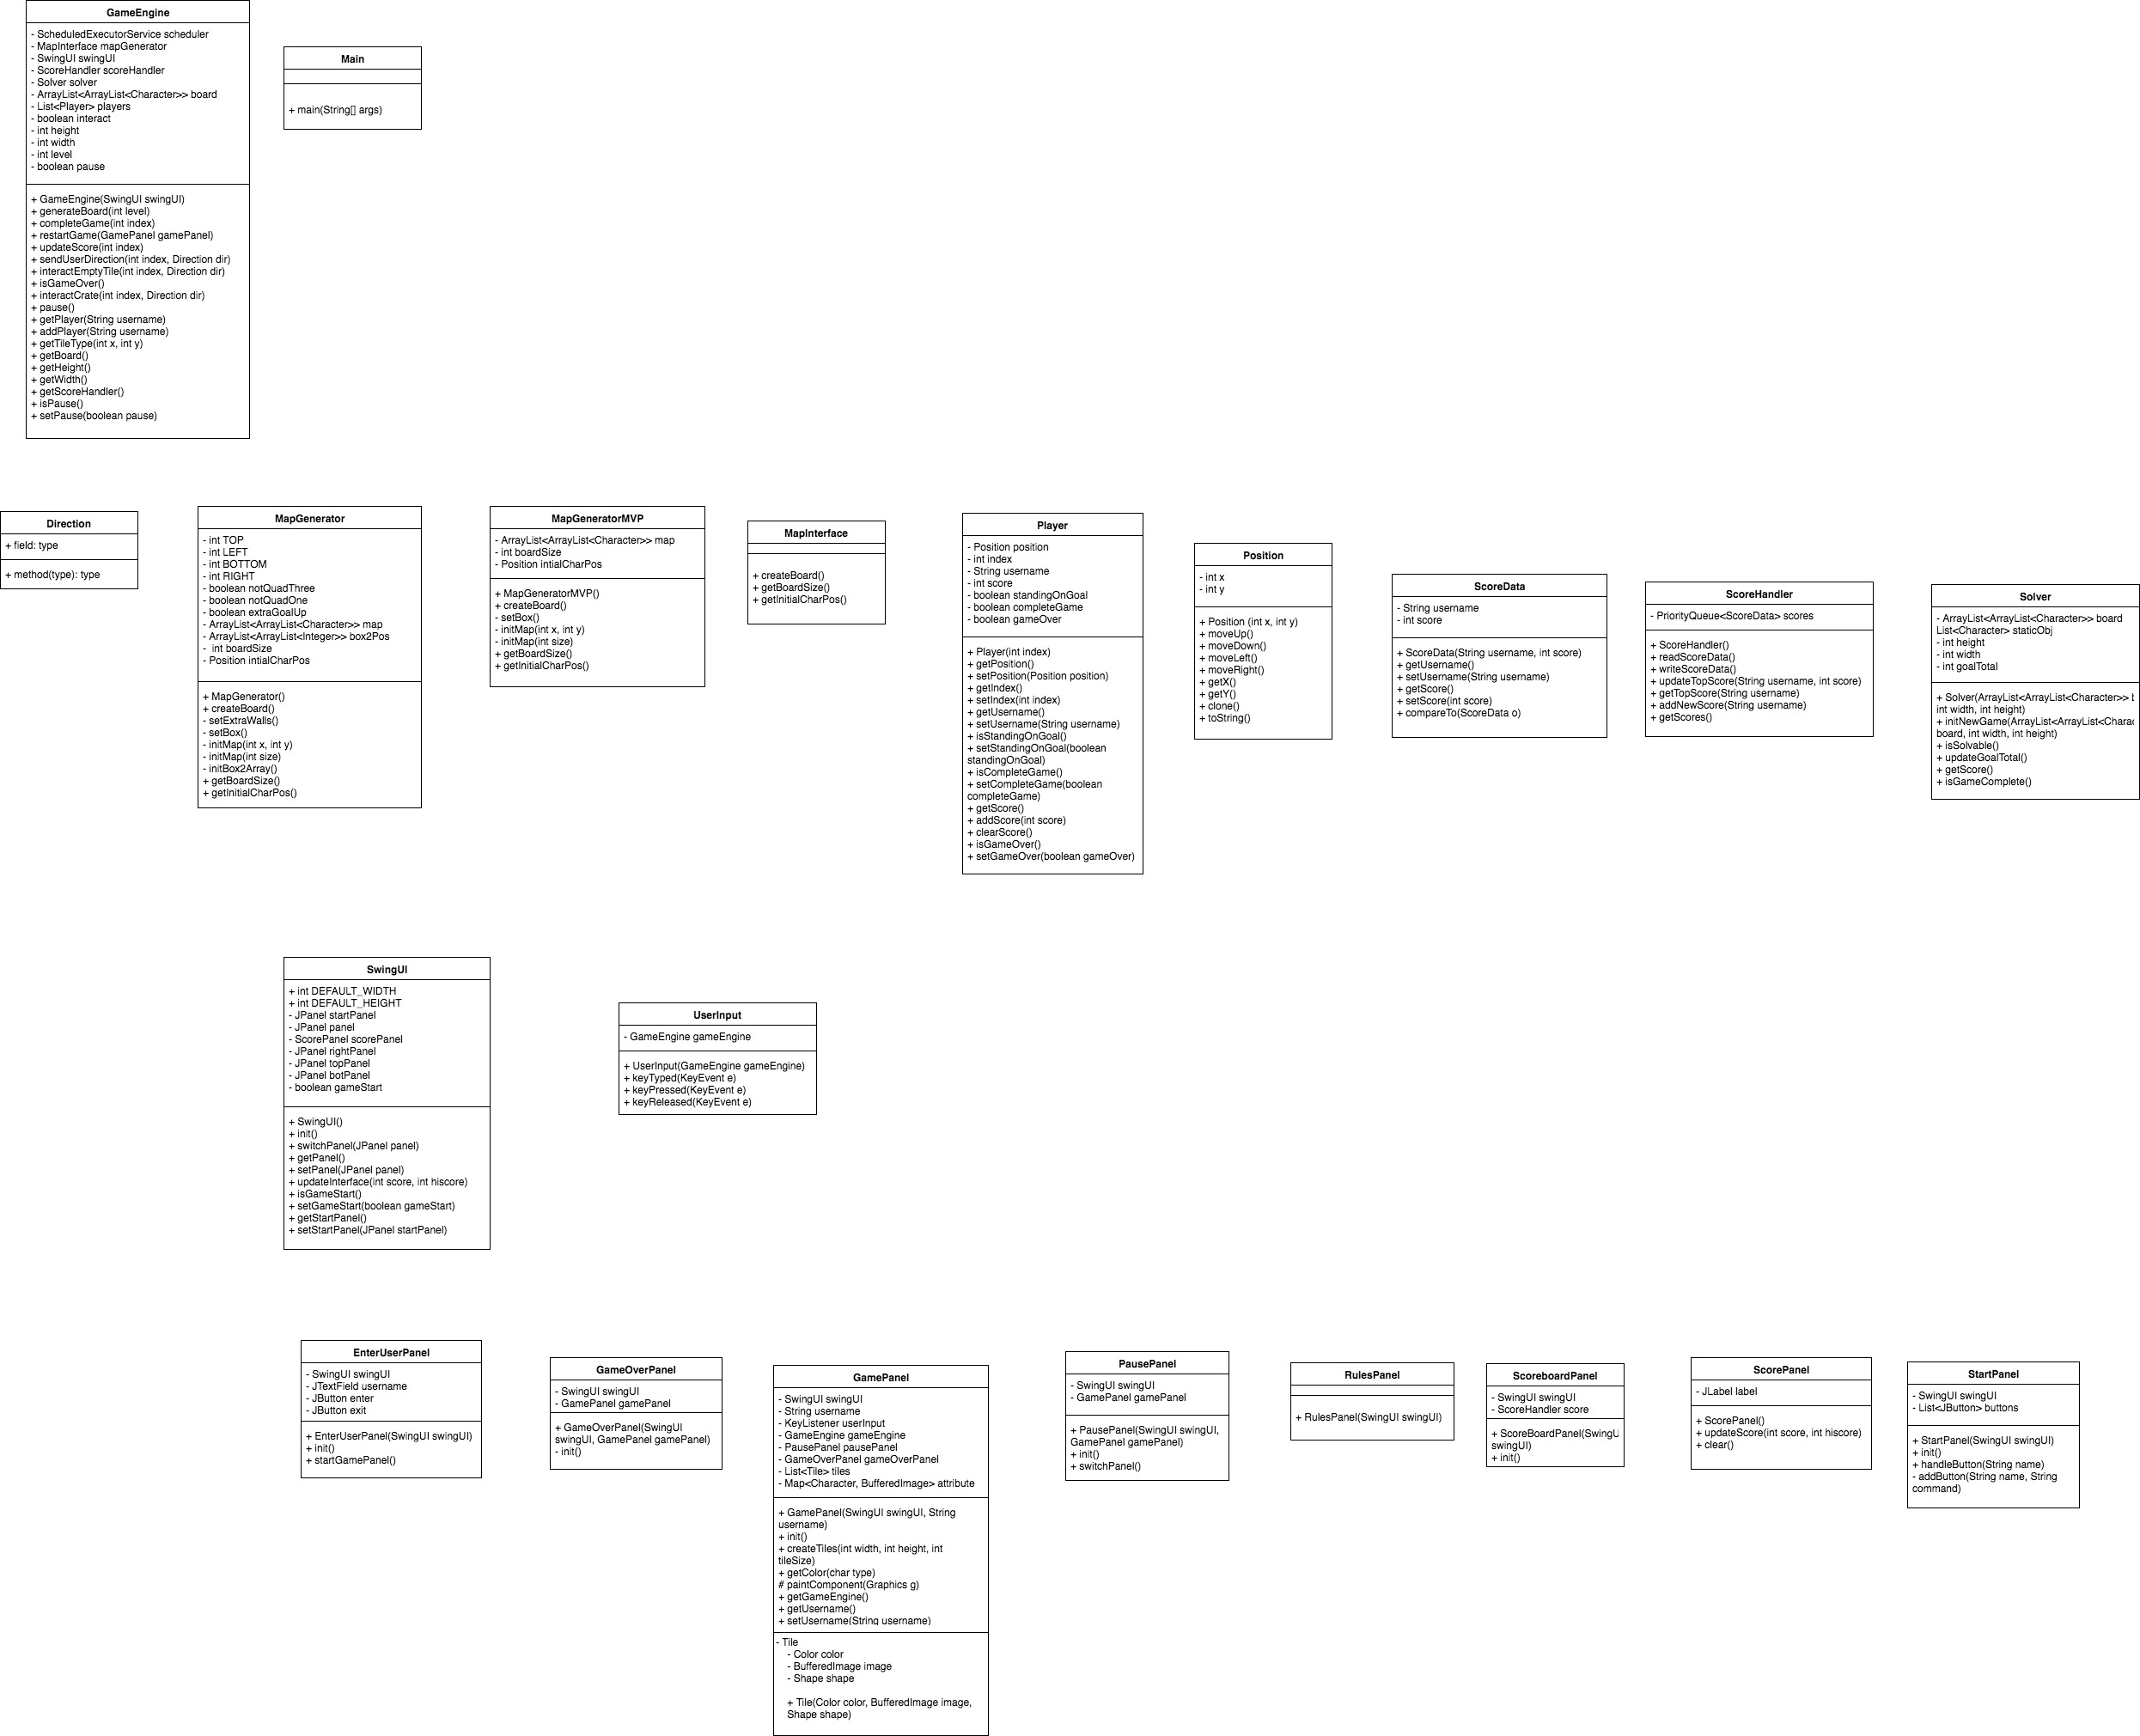 GameEngine
- ScheduledExecutorService scheduler
- MapInterface mapGenerator
- SwingUI swingUI
- ScoreHandler scoreHandler
- Solver solver
- ArrayList<ArrayList<Character>> board
- List<Player> players
- boolean interact
- int height
- int width
- int level
- boolean pause
+ GameEngine(SwingUI swingUI)
+ generateBoard(int level)
+ completeGame(int index)
+ restartGame(GamePanel gamePanel)
+ updateScore(int index)
+ sendUserDirection(int index, Direction dir)
+ interactEmptyTile(int index, Direction dir)
+ isGameOver()
+ interactCrate(int index, Direction dir)
+ pause()
+ getPlayer(String username)
+ addPlayer(String username)
+ getTileType(int x, int y)
+ getBoard()
+ getHeight()
+ getWidth()
+ getScoreHandler()
+ isPause()
+ setPause(boolean pause)
Main
+ main(String[] args)
Direction
+ field: type
+ method(type): type
MapGenerator
- int TOP
- int LEFT
- int BOTTOM
- int RIGHT
- boolean notQuadThree
- boolean notQuadOne
- boolean extraGoalUp
- ArrayList<ArrayList<Character>> map
- ArrayList<ArrayList<Integer>> box2Pos
- int boardSize
- Position intialCharPos
+ MapGenerator()
+ createBoard()
- setExtraWalls()
- setBox()
- initMap(int x, int y)
- initMap(int size)
- initBox2Array()
+ getBoardSize()
+ getInitialCharPos()
MapGeneratorMVP
- ArrayList<ArrayList<Character>> map
- int boardSize
- Position intialCharPos
+ MapGeneratorMVP()
+ createBoard()
- setBox()
- initMap(int x, int y)
- initMap(int size)
+ getBoardSize()
+ getInitialCharPos()
MapInterface
+ createBoard()
+ getBoardSize()
+ getInitialCharPos()
Player
- Position position
- int index
- String username
- int score
- boolean standingOnGoal
- boolean completeGame
- boolean gameOver
+ Player(int index)
+ getPosition()
+ setPosition(Position position)
+ getIndex()
+ setIndex(int index)
+ getUsername()
+ setUsername(String username)
+ isStandingOnGoal()
+ setStandingOnGoal(boolean
standingOnGoal)
+ isCompleteGame()
+ setCompleteGame(boolean
completeGame)
+ getScore()
+ addScore(int score)
+ clearScore()
+ isGameOver()
+ setGameOver(boolean gameOver)
Position
- int x
- int y
+ Position (int x, int y)
+ moveUp()
+ moveDown()
+ moveLeft()
+ moveRight()
+ getX()
+ getY()
+ clone()
+ toString()
ScoreData
- String username
- int score
+ ScoreData(String username, int score)
+ getUsername()
+ setUsername(String username)
+ getScore()
+ setScore(int score)
+ compareTo(ScoreData o)
ScoreHandler
- PriorityQueue<ScoreData> scores
+ ScoreHandler()
+ readScoreData()
+ writeScoreData()
+ updateTopScore(String username, int score)
+ getTopScore(String username)
+ addNewScore(String username)
+ getScores()
Solver
- ArrayList<ArrayList<Character>> board
List<Character> staticObj
- int height
- int width
- int goalTotal
+ Solver(ArrayList<ArrayList<Character>> b
int width, int height)
+ initNewGame(ArrayList<ArrayList<Charac
board, int width, int height)
+ isSolvable()
+ updateGoalTotal()
+ getScore()
+ isGameComplete()
SwingUI
+ int DEFAULT_WIDTH
+ int DEFAULT_HEIGHT
- JPanel startPanel
- JPanel panel
- ScorePanel scorePanel
- JPanel rightPanel
- JPanel topPanel
- JPanel botPanel
- boolean gameStart
+ SwingUI()
+ init()
+ switchPanel(JPanel panel)
+ getPanel()
+ setPanel(JPanel panel)
+ updateInterface(int score, int hiscore)
+ isGameStart()
+ setGameStart(boolean gameStart)
+ getStartPanel()
+ setStartPanel(JPanel startPanel)
UserInput
- GameEngine gameEngine
+ UserInput(GameEngine gameEngine)
+ keyTyped(KeyEvent e)
+ keyPressed(KeyEvent e)
+ keyReleased(KeyEvent e)
EnterUserPanel
- SwingUI swingUI
- JTextField username
- JButton enter
- JButton exit
+ EnterUserPanel(SwingUI swingUI)
+ init()
+ startGamePanel()
GameOverPanel
- SwingUI swingUI
- GamePanel gamePanel
+ GameOverPanel(SwingUI
swingUI, GamePanel gamePanel)
- init()
GamePanel
- SwingUI swingUI
- String username
- KeyListener userInput
- GameEngine gameEngine
- PausePanel pausePanel
- GameOverPanel gameOverPanel
- List<Tile> tiles
- Map<Character, BufferedImage> attribute
+ GamePanel(SwingUI swingUI, String
username)
+ init()
+ createTiles(int width, int height, int
tileSize)
+ getColor(char type)
# paintComponent(Graphics g)
+ getGameEngine()
+ getUsername()
+ setUsername(String username)
- Tile
- Color color
- BufferedImage image
- Shape shape
+ Tile(Color color, BufferedImage image,
Shape shape)
PausePanel
- SwingUI swingUI
- GamePanel gamePanel
+ PausePanel(SwingUI swingUI,
GamePanel gamePanel)
+ init()
+ switchPanel()
RulesPanel
+ RulesPanel(SwingUI swingUI)
ScoreboardPanel
- SwingUI swingUI
- ScoreHandler score
+ ScoreBoardPanel(SwingU
swingUI)
+ init()
ScorePanel
- JLabel label
+ ScorePanel()
+ updateScore(int score, int hiscore)
+ clear()
StartPanel
- SwingUI swingUI
- List<JButton> buttons
+ StartPanel(SwingUI swingUI)
+ init()
+ handleButton(String name)
- addButton(String name, String
command)